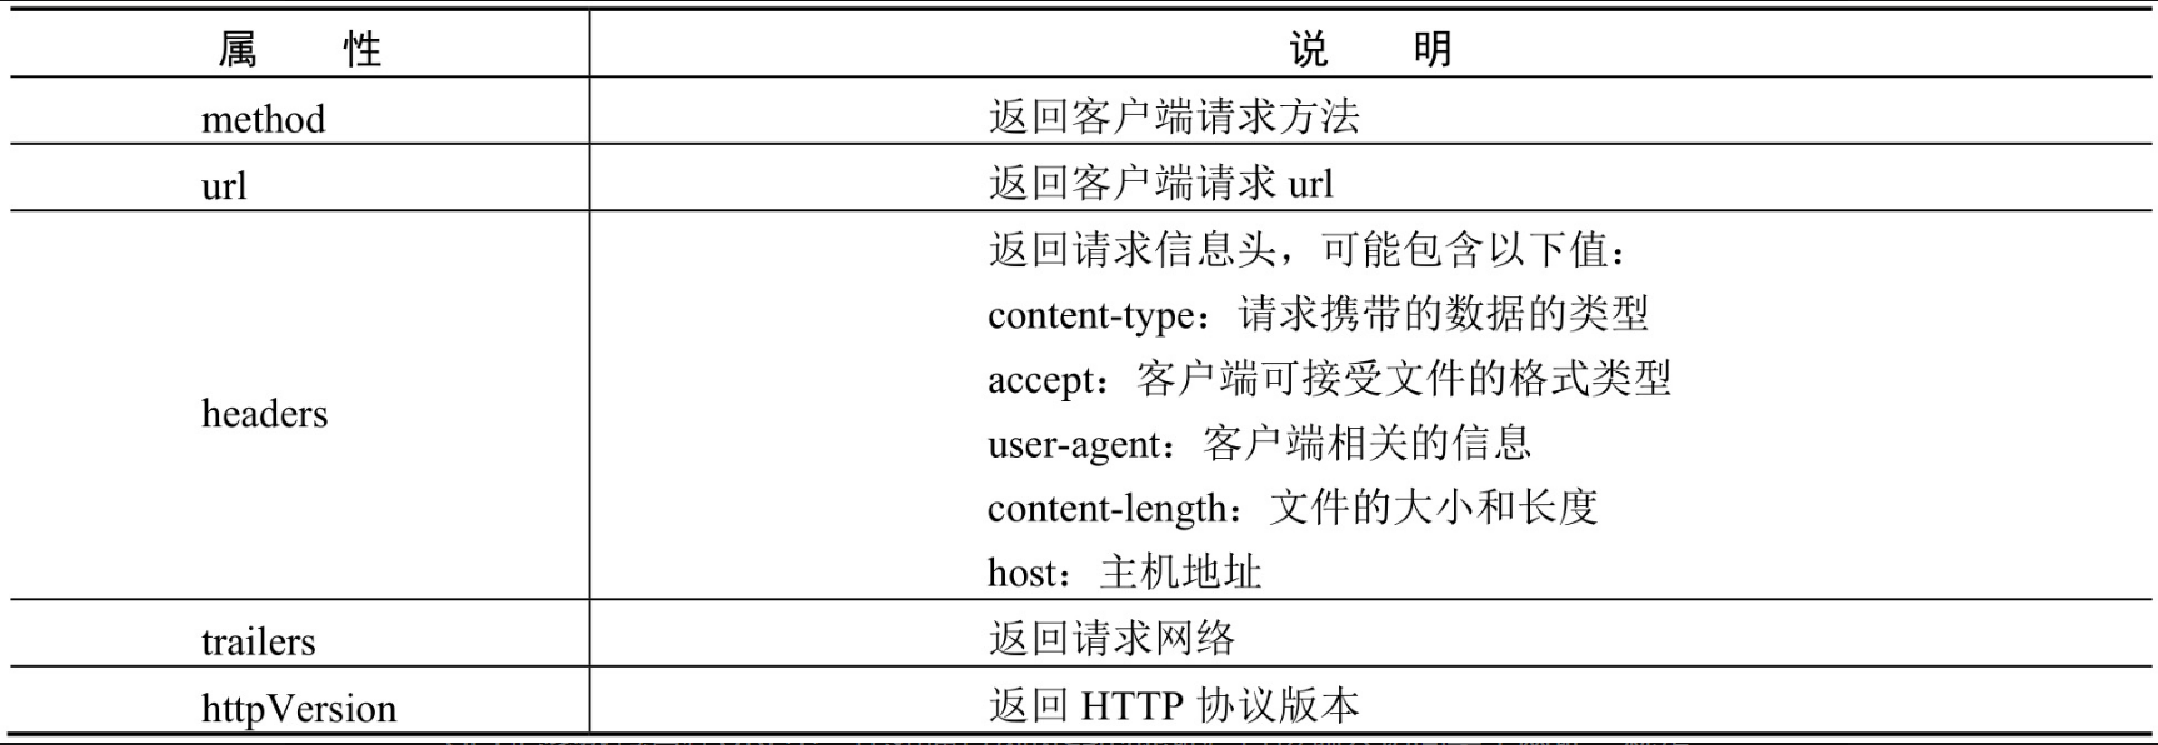 属 性 说 明
method 返回客户端请求方法
url 返回客户端请求 url
返回请求信息头，可能包含以下值：
content-type：请求携带的数据的类型
accept：客户端可接受文件的格式类型
headers
user-agent：客户端相关的信息
content-length：文件的大小和长度
host：主机地址
trailers 返回请求网络
httpVersion 返回 HTTP 协议版本